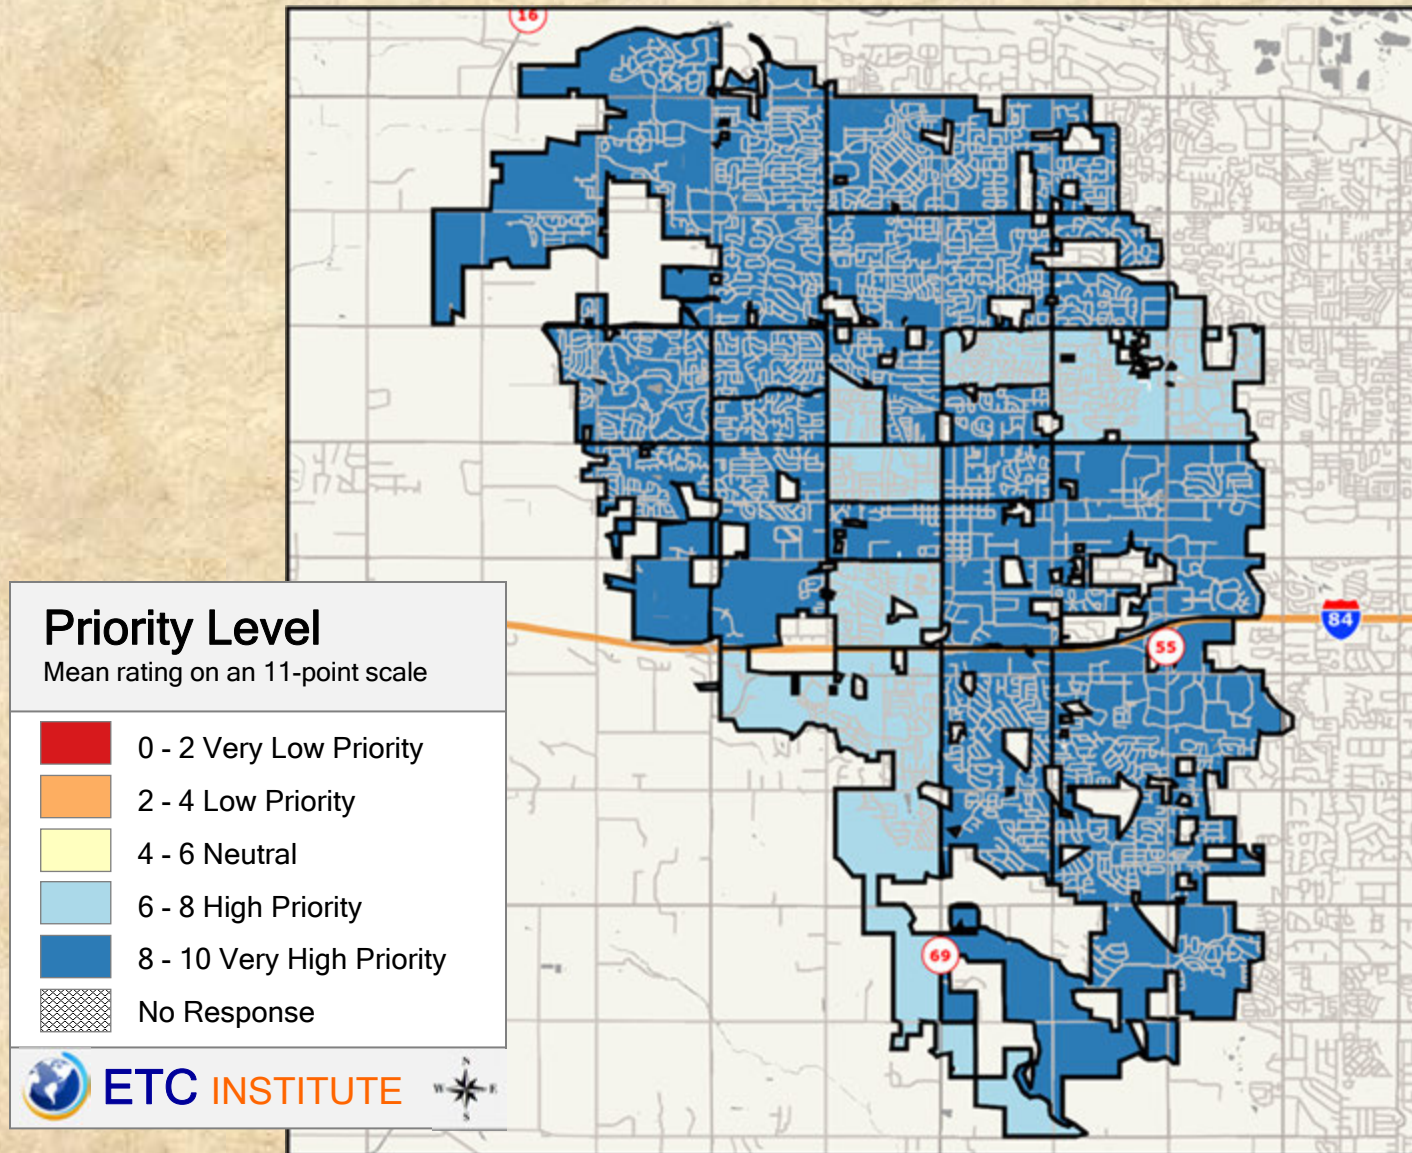 16
84
55
69
Priority Level
Mean rating on an 11-point scale
0 - 2 Very Low Priority
2 - 4 Low Priority
4 - 6 Neutral
6 - 8 High Priority
8 - 10 Very High Priority
No Response
ETC INSTITUTE
N
W E
S